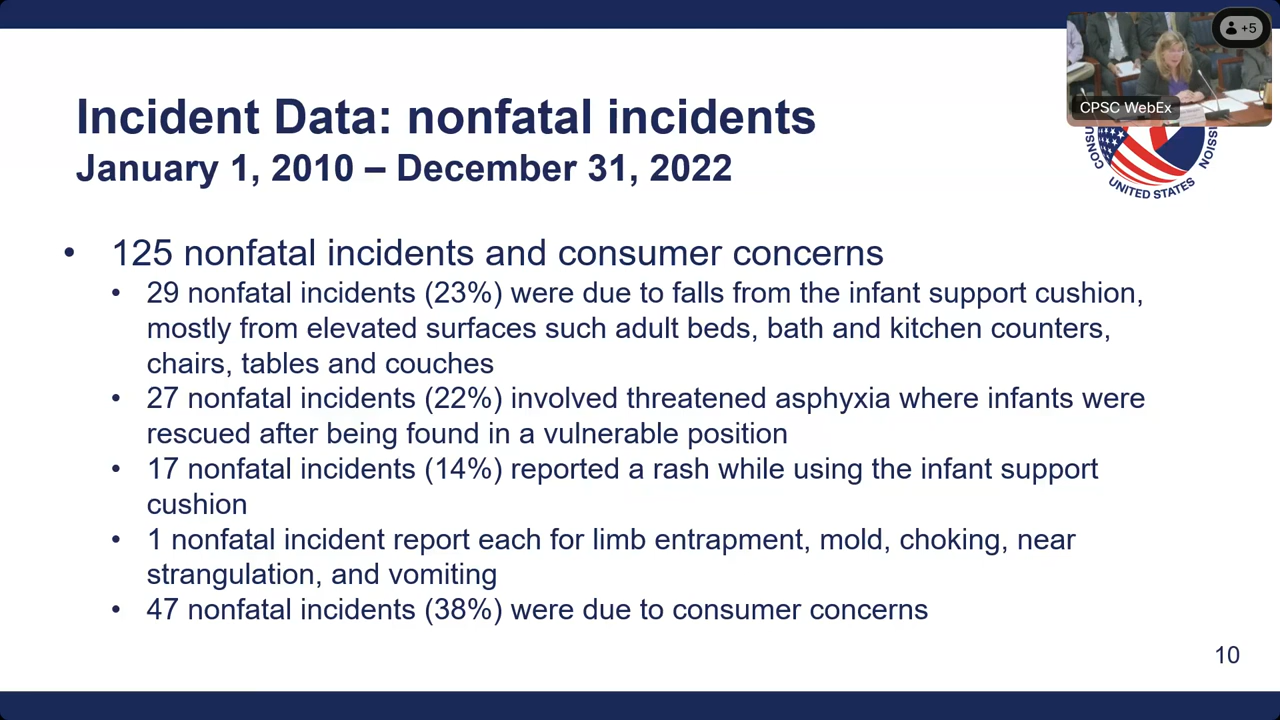 +5
CPSC WebEx
Incident Data: nonfatal incidents
January 1, 2010 – December 31, 2022
UNITED STATES
• 125 nonfatal incidents and consumer concerns
• 29 nonfatal incidents (23%) were due to falls from the infant support cushion,
mostly from elevated surfaces such adult beds, bath and kitchen counters,
chairs, tables and couches
• 27 nonfatal incidents (22%) involved threatened asphyxia where infants were
rescued after being found in a vulnerable position
• 17 nonfatal incidents (14%) reported a rash while using the infant support
cushion
• 1 nonfatal incident report each for limb entrapment, mold, choking, near
strangulation, and vomiting
• 47 nonfatal incidents (38%) were due to consumer concerns
10